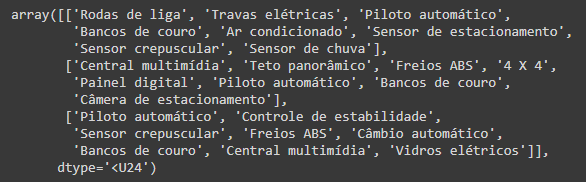 array([['Rodas de liga', 'Travas elétricas', 'Piloto automático',
'Bancos de couro', 'Ar condicionado', 'Sensor de estacionamento',
'Sensor crepuscular', 'Sensor de chuva'],
['Central multimídia', 'Teto panorâmico', 'Freios ABS', '4 X 4',
'Painel digital', 'Piloto automático', 'Bancos de couro',
'Câmera de estacionamento'],
['Piloto automático', 'Controle de estabilidade',
'Sensor crepuscular', 'Freios ABS', 'Câmbio automático',
'Bancos de couro', 'Central multimídia', 'Vidros elétricos']],
dtype='<U24')